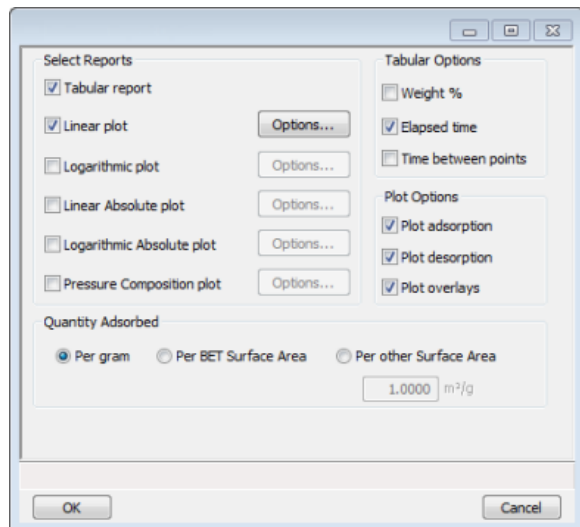 Select Reports
Tabular report
Linear plot Options...
Logarithmic plot Options...
Linear Absolute plot Options...
Logarithmic Absolute plot Options...
Pressure Composition plot Options...
Tabular Options
Weight %
Elapsed time
Time between points
Plot Options
Plot adsorption
Plot desorption
Plot overlays
Quantity Adsorbed
Per gram Per BET Surface Area Per other Surface Area
1.0000 m²/g
OK Cancel